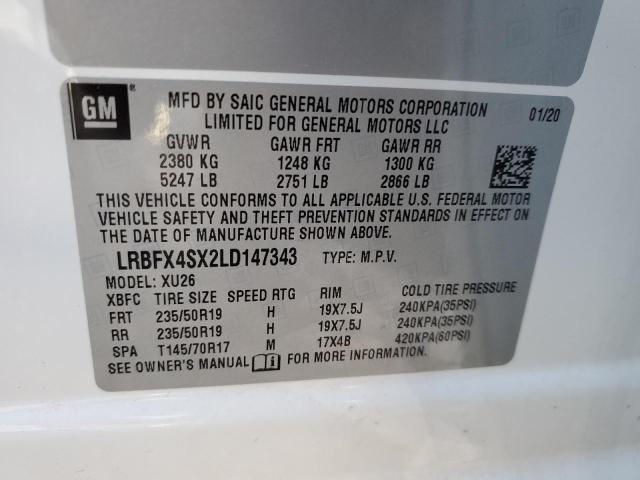 GM
MFD BY SAIC GENERAL MOTORS CORPORATION 01/20
LIMITED FOR GENERAL MOTORS LLC
GVWR GAWR FRT GAWR RR
2380 KG 1248 KG 1300 KG
5247 LB 2751 LB 2866 LB
THIS VEHICLE CONFORMS TO ALL APPLICABLE U.S. FEDERAL MOTOR
VEHICLE SAFETY AND THEFT PREVENTION STANDARDS IN EFFECT ON
THE DATE OF MANUFACTURE SHOWN ABOVE.
LRBFX4SX2LD147343 TYPE: M.P.V.
MODEL: XU26
XBFC TIRE SIZE SPEED RTG RIM COLD TIRE PRESSURE
FRT 235/50R19 H 19X7.5J 240KPA(35PSI)
RR 235/50R19 H 19X7.5J 240KPA(35PSI)
SPA T145/70R17 M 17X4B 420KPA(60PSI)
SEE OWNER'S MANUAL i FOR MORE INFORMATION.